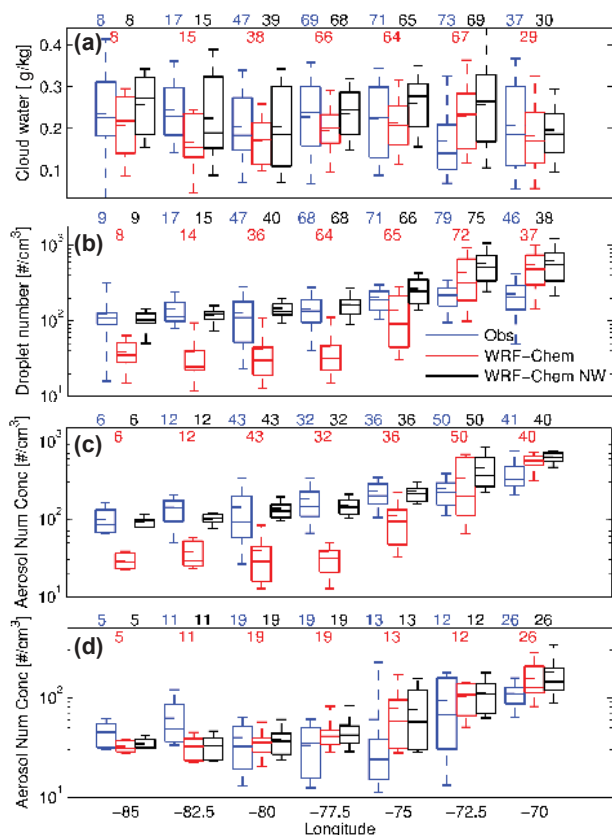 8 17 47 69 71 73 37
8 15 39 68 65 69 30
8 15 38 66 64 67 29
(a)
Cloud water [ g/kg]
0.4
0.3
0.2
0.1
9 17 47 68 71 79 46
9 15 40 68 66 75 38
8 14 36 64 65 72 37
(b)
Droplet number [#/cm³]
10³
10²
10¹
Obs
WRF-Chem
WRF-Chem NW
6 12 43 32 36 50 41
6 12 43 32 36 50 40
6 12 43 32 36 50 40
(c)
Aerosol Num Conc [#/cm³]
10³
10²
10¹
5 11 19 19 13 12 26
5 11 19 19 13 12 26
5 11 19 19 13 12 26
(d)
Aerosol Num Conc [#/cm³]
10²
10¹
−85 −82.5 −80 −77.5 −75 −72.5 −70
Longitude